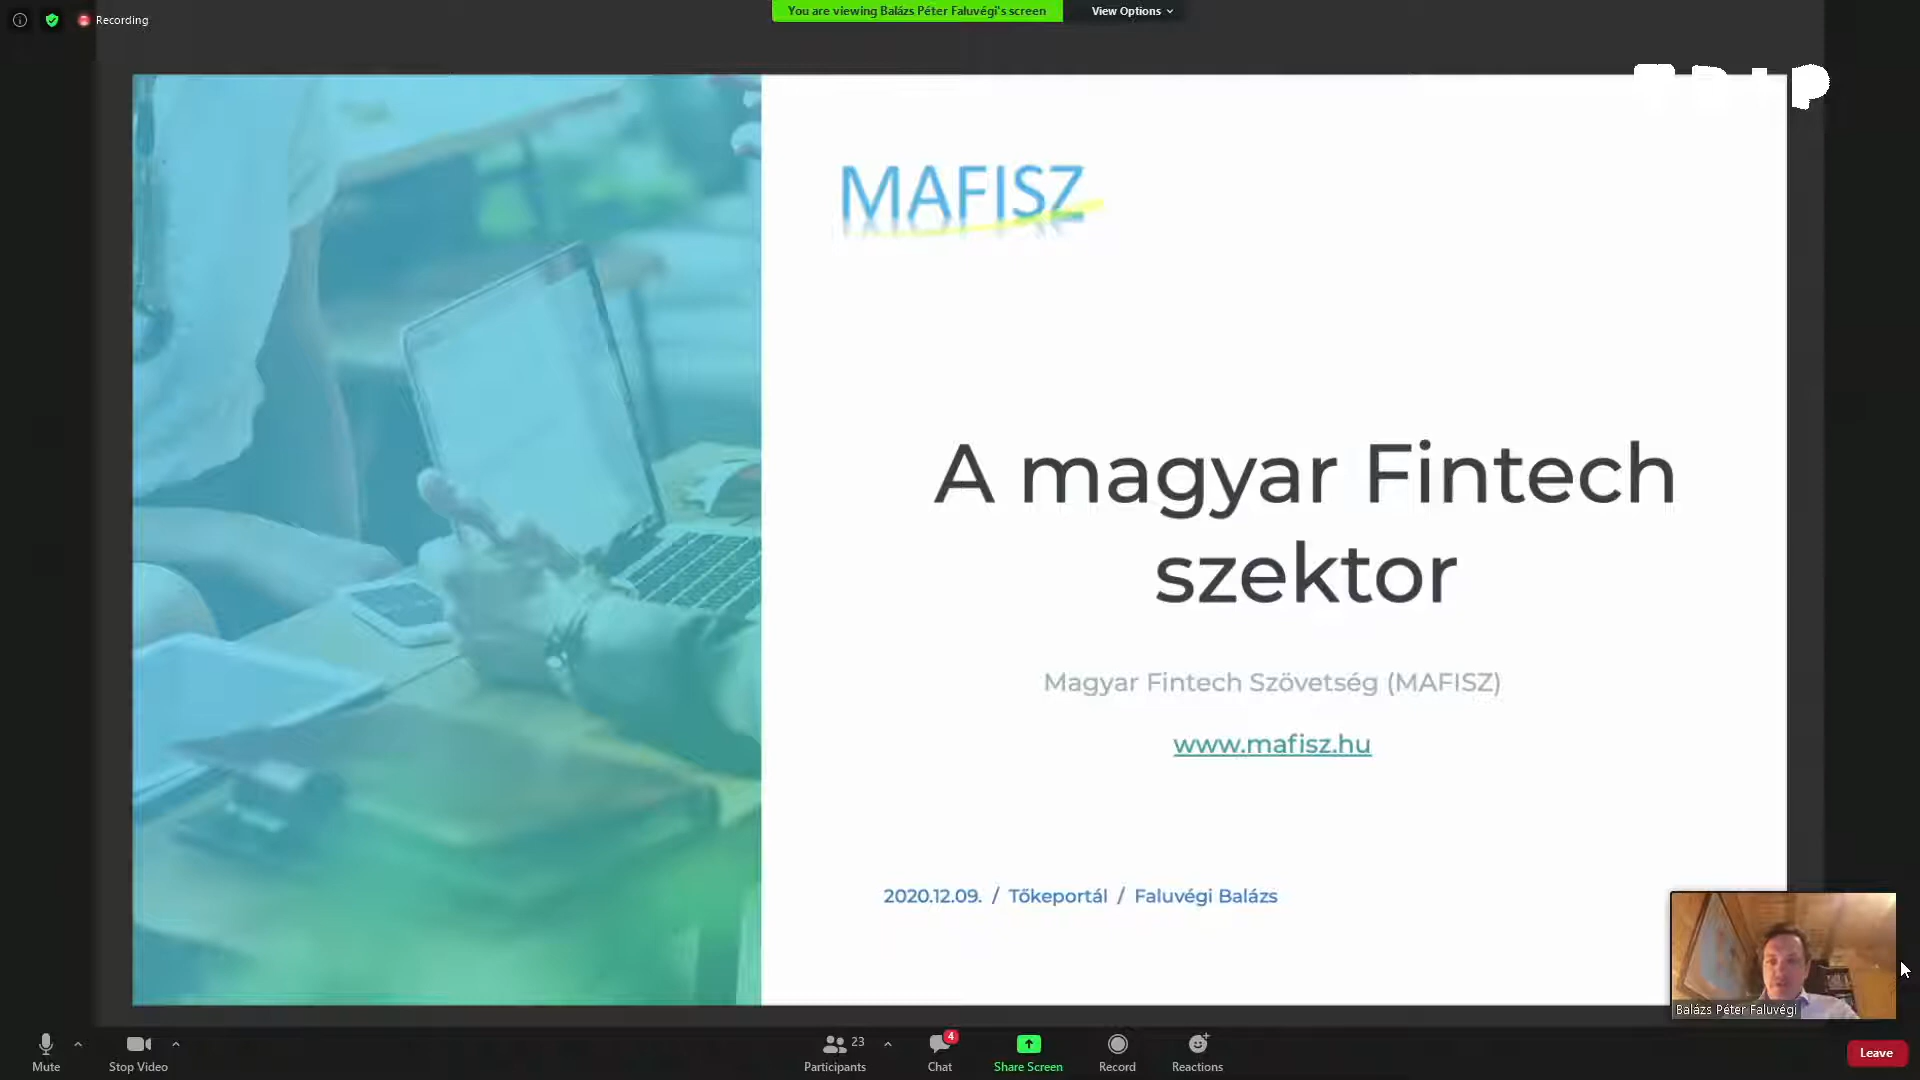 Recording
You are viewing Balázs Péter Faluvégi's screen
View Options
MAFISZ
A magyar Fintech
szektor
Magyar Fintech Szövetség (MAFISZ)
www.mafisz.hu
2020.12.09. / Tőkeportál / Faluvégi Balázs
Balázs Péter Faluvégi
Mute
Stop Video
Participants
23
Chat
4
Share Screen
Record
Reactions
Leave